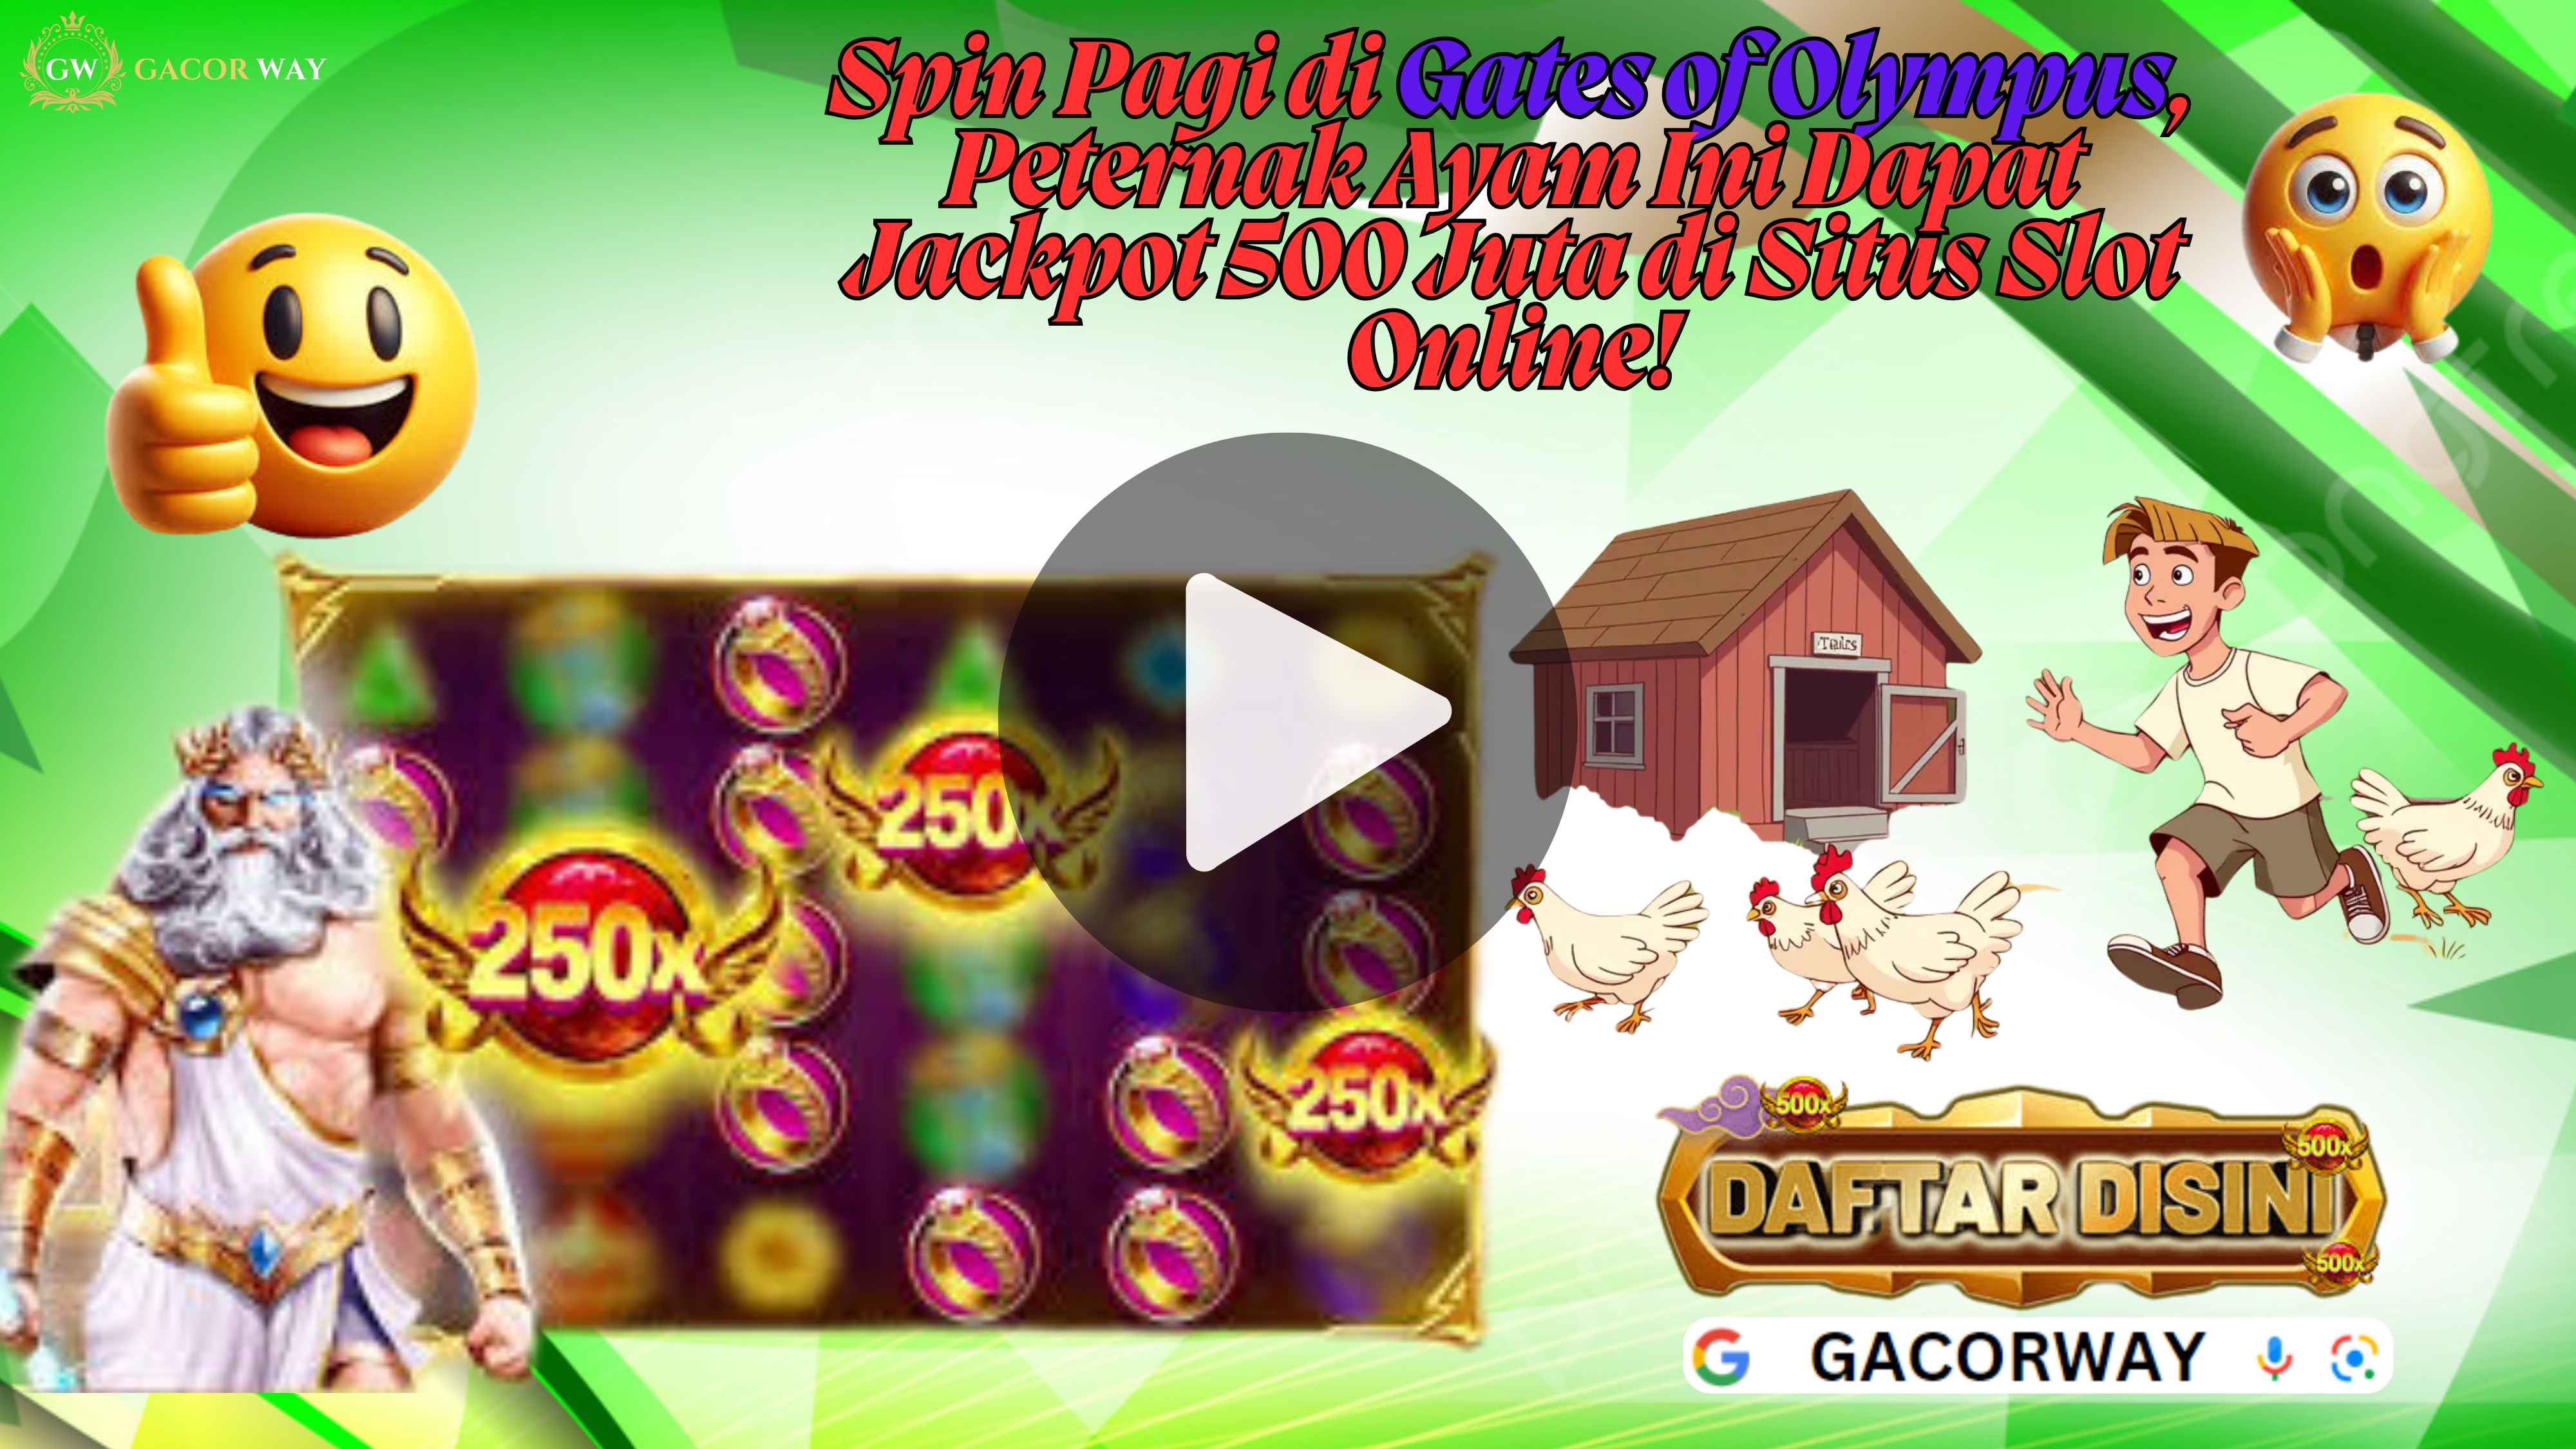 GW GACOR WAY
Spin Pagi di Gates of Olympus,
Peternak Ayam Ini Dapat
Jackpot 500 Juta di Situs Slot
Online!
250x
250x
250x
500x
500x
DAFTAR DISINI
500x
GACORWAY